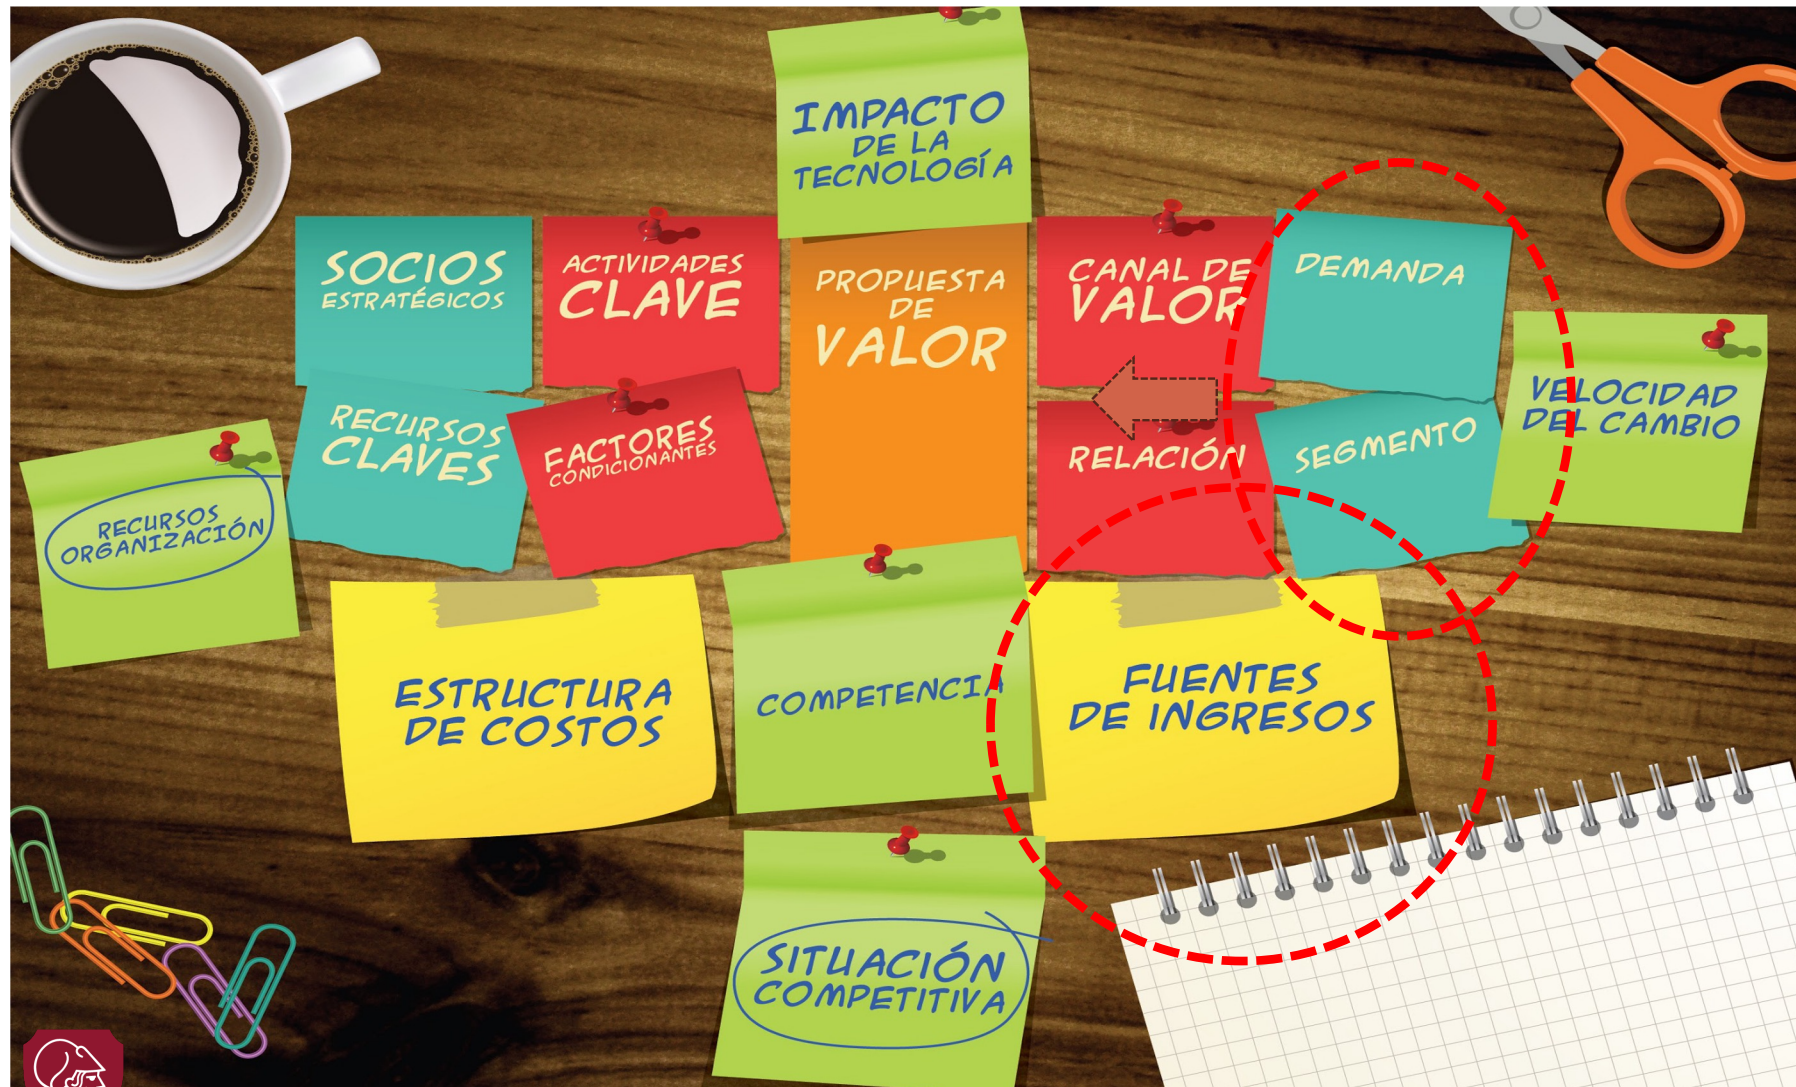 IMPACTO
DE LA
TECNOLOGÍA
SOCIOS
ESTRATÉGICOS
ACTIVIDADES
CLAVE
PROPUESTA
DE
VALOR
CANAL DE
VALOR
DEMANDA
VELOCIDAD
DEL CAMBIO
RECURSOS
CLAVES
FACTORES
CONDICIONANTES
RELACIÓN
SEGMENTO
RECURSOS
ORGANIZACIÓN
ESTRUCTURA
DE COSTOS
COMPETENCIA
FUENTES
DE INGRESOS
SITUACIÓN
COMPETITIVA